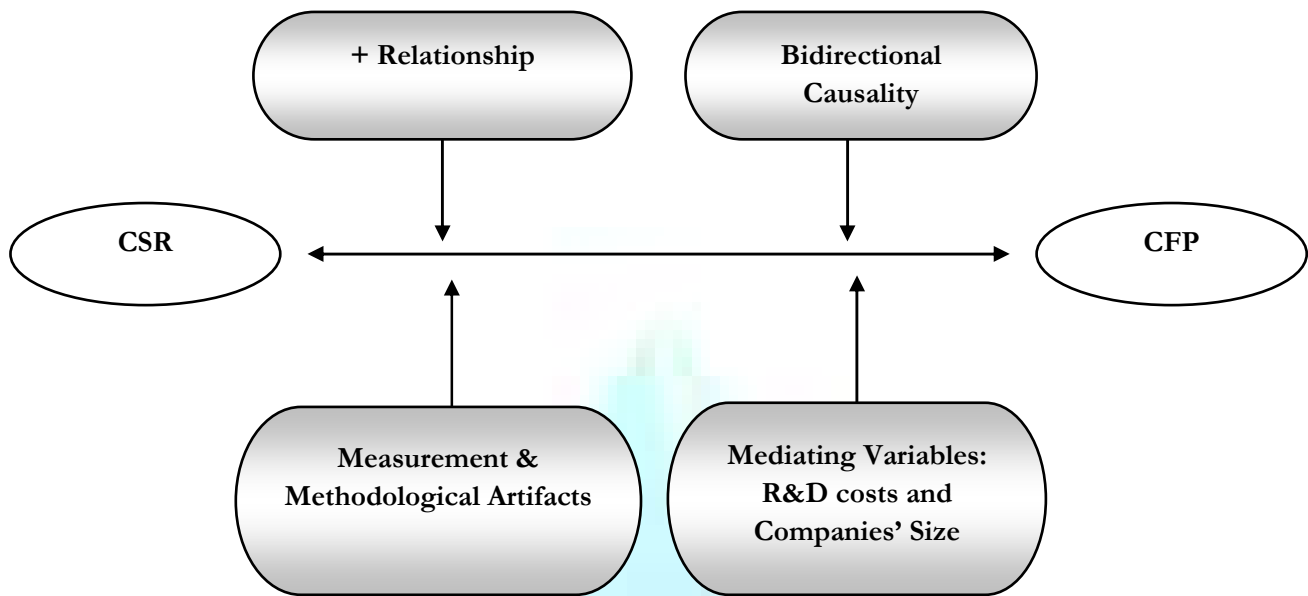 + Relationship
Bidirectional
Causality
CSR
CFP
Measurement &
Methodological Artifacts
Mediating Variables:
R&D costs and
Companies’ Size